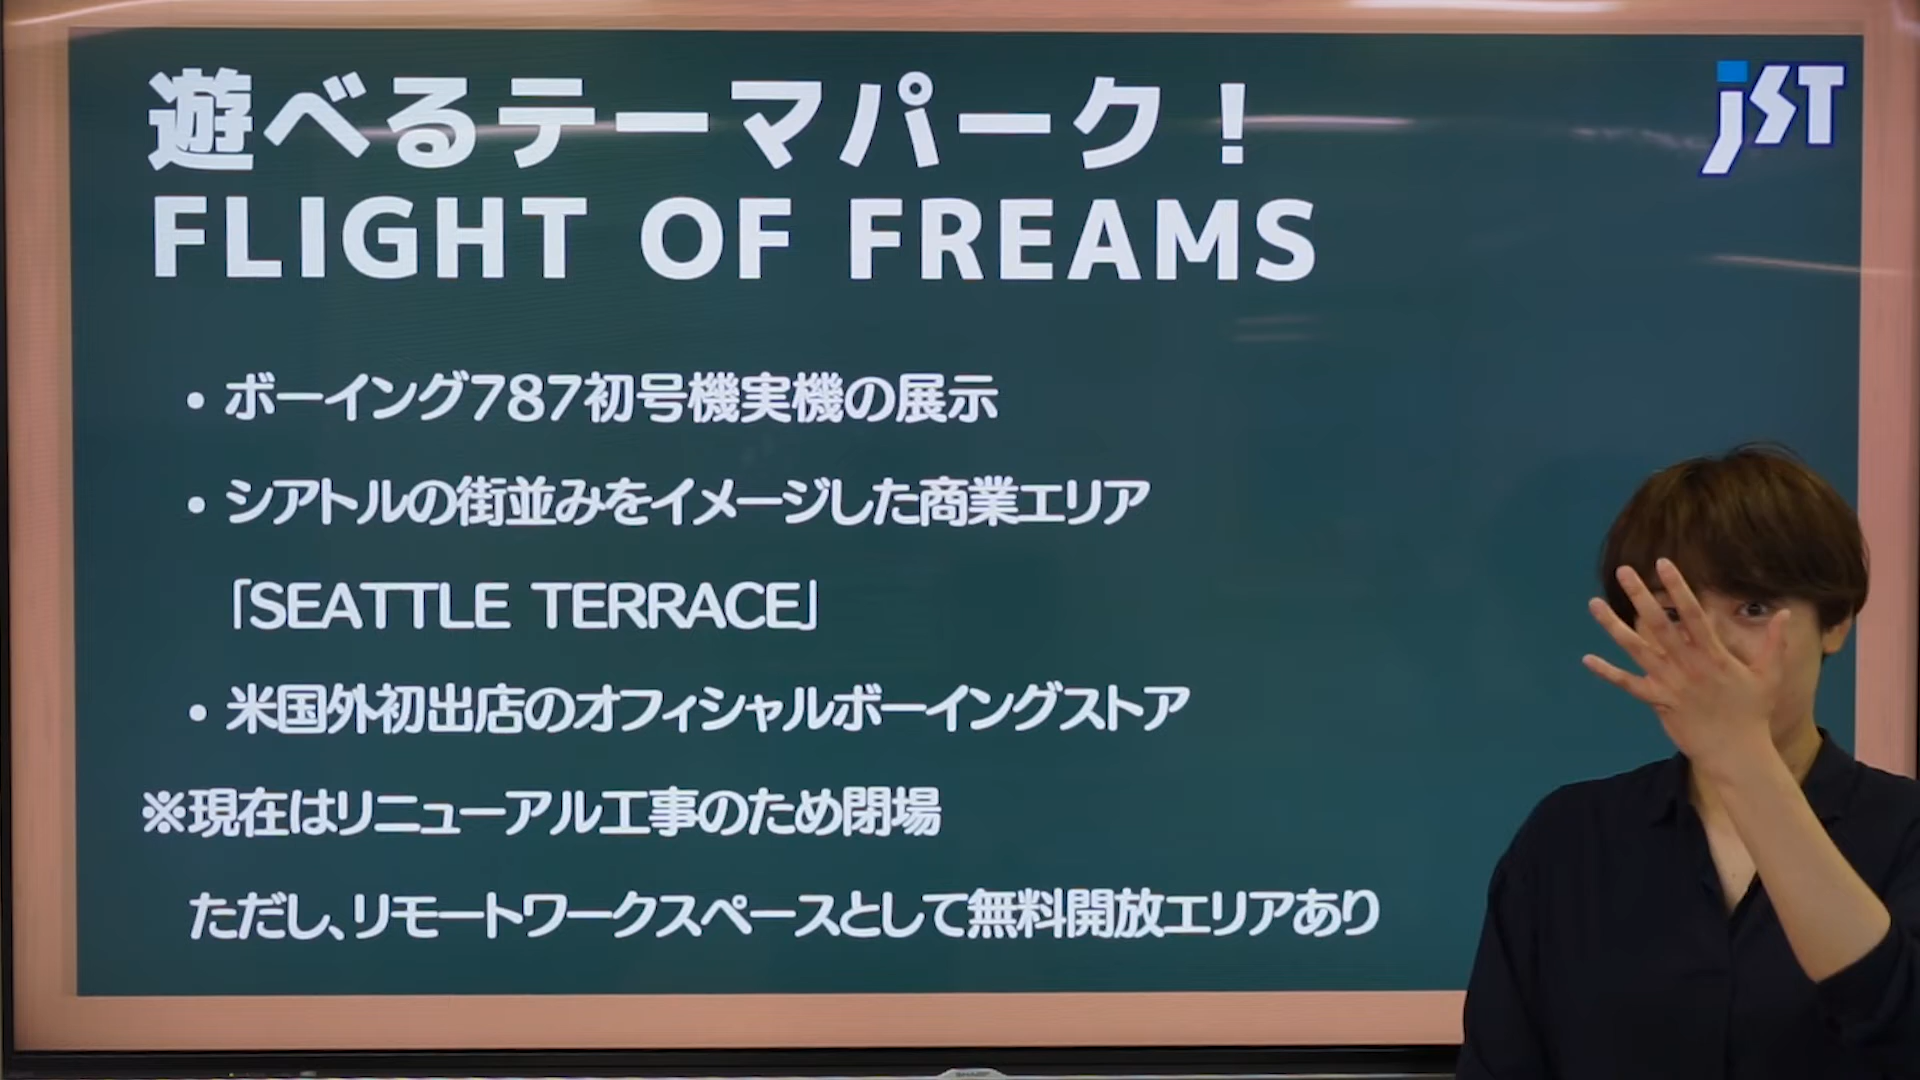 遊べるテーマパーク！
FLIGHT OF FREAMS
jST
・ボーイング787初号機実機の展示
・シアトルの街並みをイメージした商業エリア
「SEATTLE TERRACE」
・米国外初出店のオフィシャルボーイングストア
※現在はリニューアル工事のため閉場
ただし、リモートワークスペースとして無料開放エリアあり
SHARP